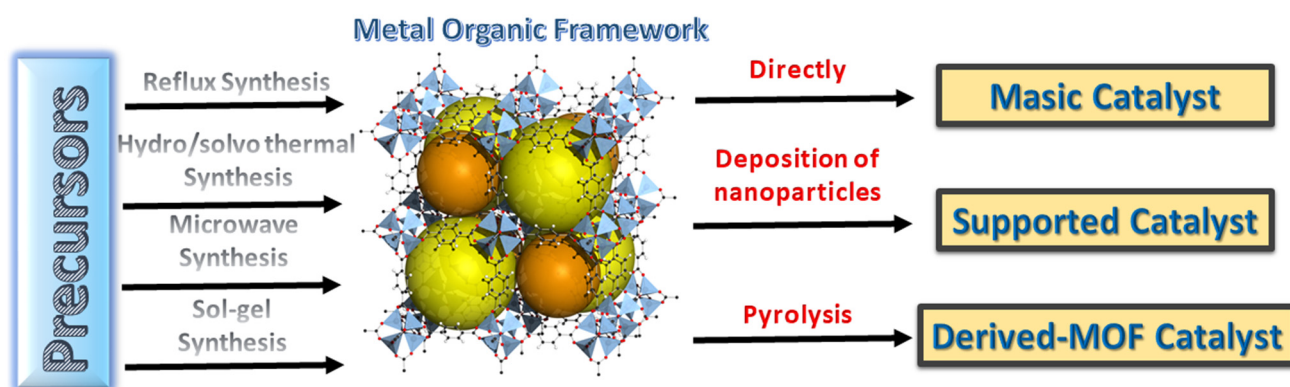 Metal Organic Framework
Precursors
Reflux Synthesis
Hydro/solvo thermal
Synthesis
Microwave
Synthesis
Sol-gel
Synthesis
Directly
Masic Catalyst
Deposition of
nanoparticles
Supported Catalyst
Pyrolysis
Derived-MOF Catalyst